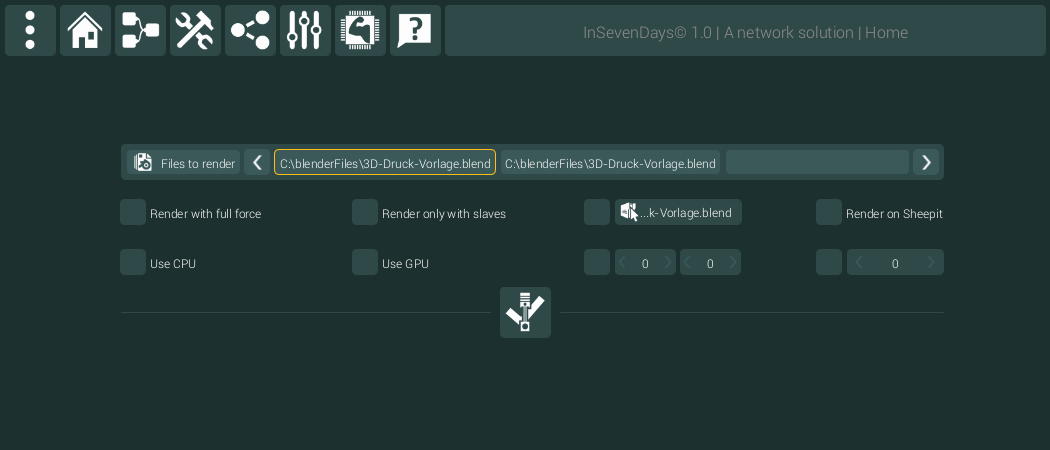 InSevenDays© 1.0 | A network solution | Home
Files to render C:\blenderFiles\3D-Druck-Vorlage.blend C:\blenderFiles\3D-Druck-Vorlage.blend
Render with full force Render only with slaves ...k-Vorlage.blend Render on Sheepit
Use CPU Use GPU 0 0 0